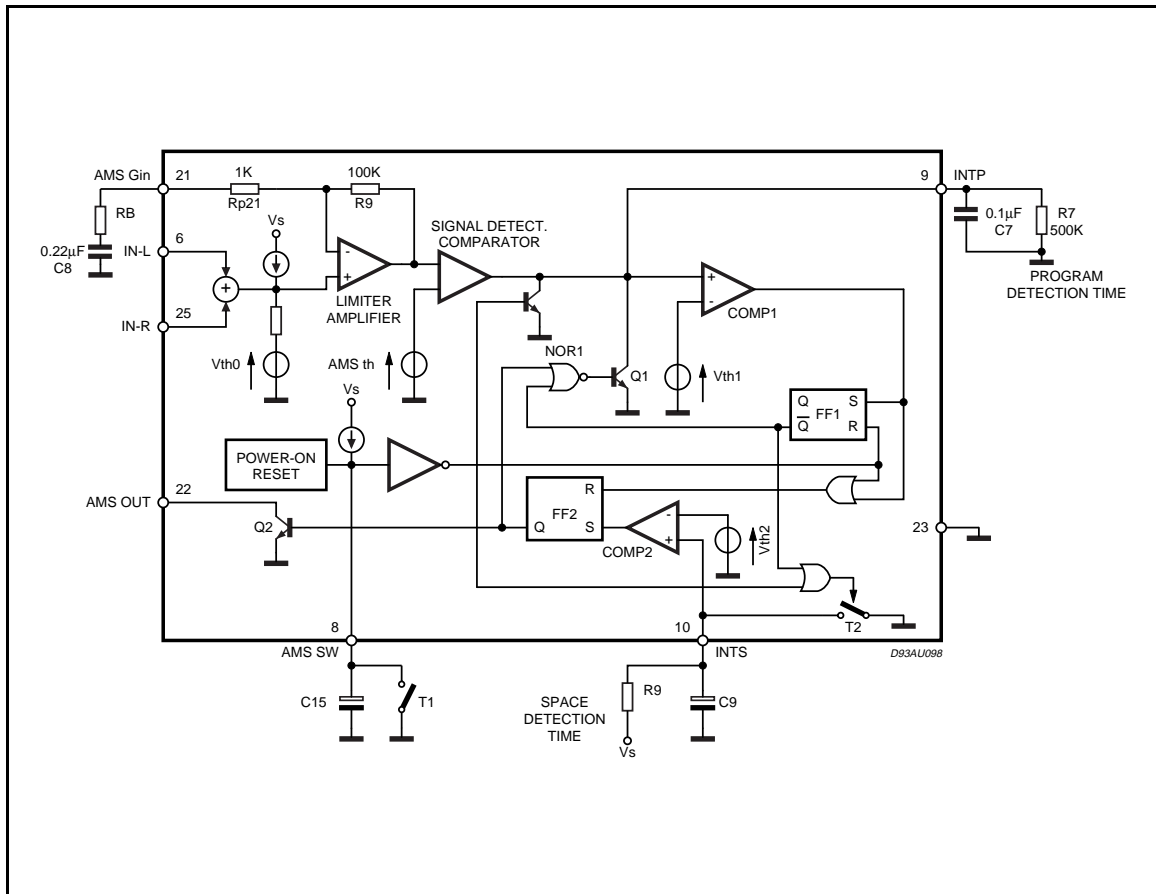 AMS Gin
21
1K
Rp21
100K
R9
9
INTP
RB
Vs
SIGNAL DETECT.
COMPARATOR
0.1µF
C7
R7
500K
0.22µF
C8
6
IN-L
-
+
+
LIMITER
AMPLIFIER
+
-
COMP1
PROGRAM
DETECTION TIME
25
IN-R
Vth0
AMS th
NOR1
Q1
Vth1
Vs
Q
S
Q
FF1
R
POWER-ON
RESET
22
AMS OUT
Q2
R
FF2
Q
S
-
+
COMP2
Vth2
23
T2
8
AMS SW
10
INTS
D93AU098
C15
T1
SPACE
DETECTION
TIME
R9
C9
Vs